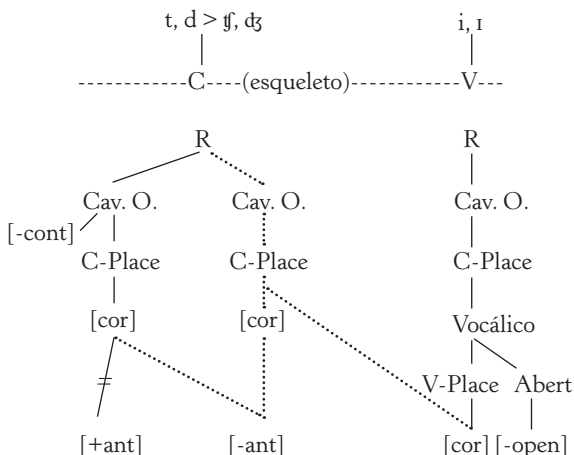 t, d > ʧ, ʤ i, ɪ
C (esqueleto) V
R R
Cav. O. Cav. O. Cav. O.
[-cont]
C-Place C-Place C-Place
[cor] [cor] Vocálico
V-Place Abert
[+ant] [-ant] [cor] [-open]